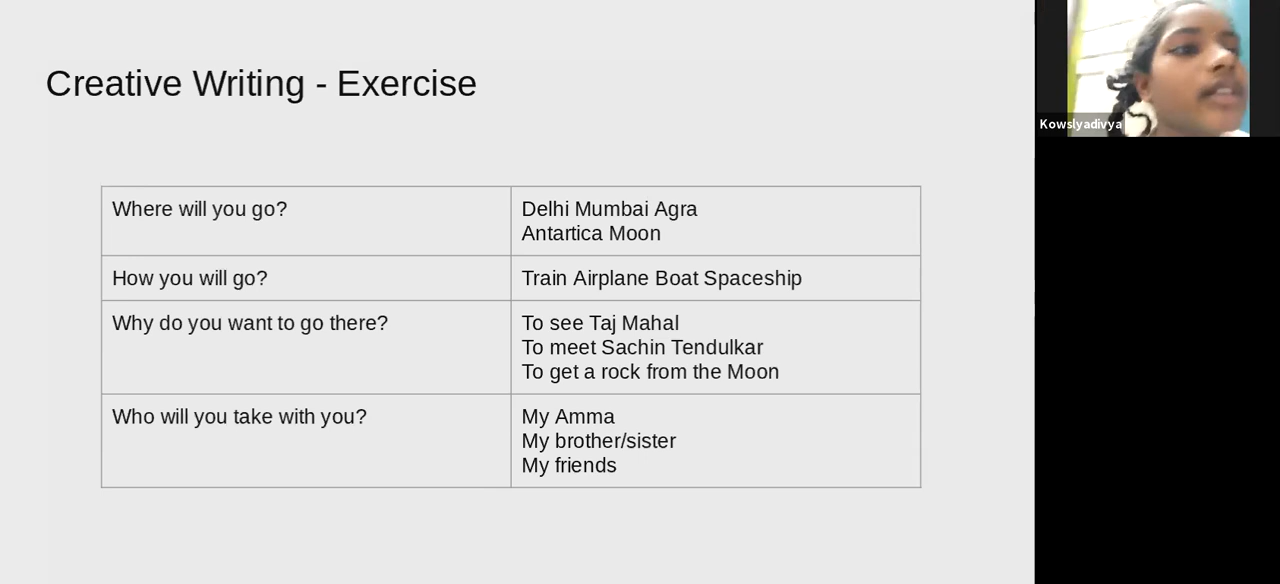 Creative Writing - Exercise
Where will you go?
Delhi Mumbai Agra
Antartica Moon
How you will go?
Train Airplane Boat Spaceship
Why do you want to go there?
To see Taj Mahal
To meet Sachin Tendulkar
To get a rock from the Moon
Who will you take with you?
My Amma
My brother/sister
My friends
Kowslyadivya